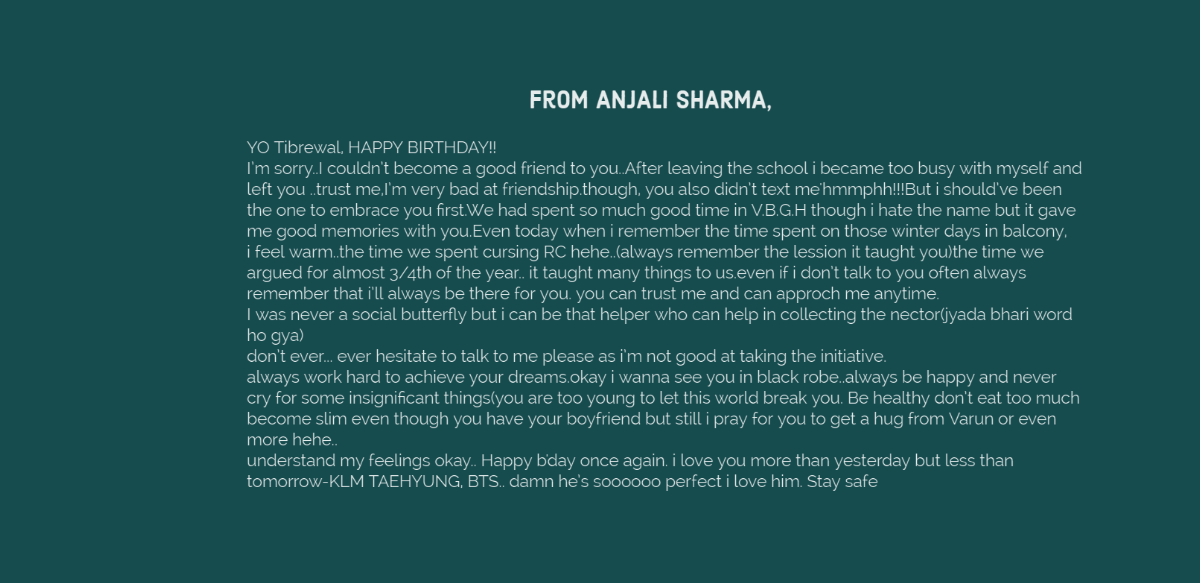 FROM ANJALI SHARMA,
YO Tibrewal, HAPPY BIRTHDAY!!
I'm sorry..I couldn't become a good friend to you..After leaving the school i became too busy with myself and
left you ..trust me,I'm very bad at friendship.though, you also didn't text me'hmmphh!!!But i should've been
the one to embrace you first.We had spent so much good time in V.B.G.H though i hate the name but it gave
me good memories with you.Even today when i remember the time spent on those winter days in balcony,
i feel warm..the time we spent cursing RC hehe..(always remember the lession it taught you)the time we
argued for almost 3/4th of the year.. it taught many things to us.even if i don't talk to you often always
remember that i'll always be there for you. you can trust me and can approch me anytime.
I was never a social butterfly but i can be that helper who can help in collecting the nector(jyada bhari word
ho gya)
don't ever... ever hesitate to talk to me please as i'm not good at taking the initiative.
always work hard to achieve your dreams.okay i wanna see you in black robe..always be happy and never
cry for some insignificant things(you are too young to let this world break you. Be healthy don't eat too much
become slim even though you have your boyfriend but still i pray for you to get a hug from Varun or even
more hehe..
understand my feelings okay.. Happy b'day once again. i love you more than yesterday but less than
tomorrow-KLM TAEHYUNG, BTS.. damn he's soooooo perfect i love him. Stay safe